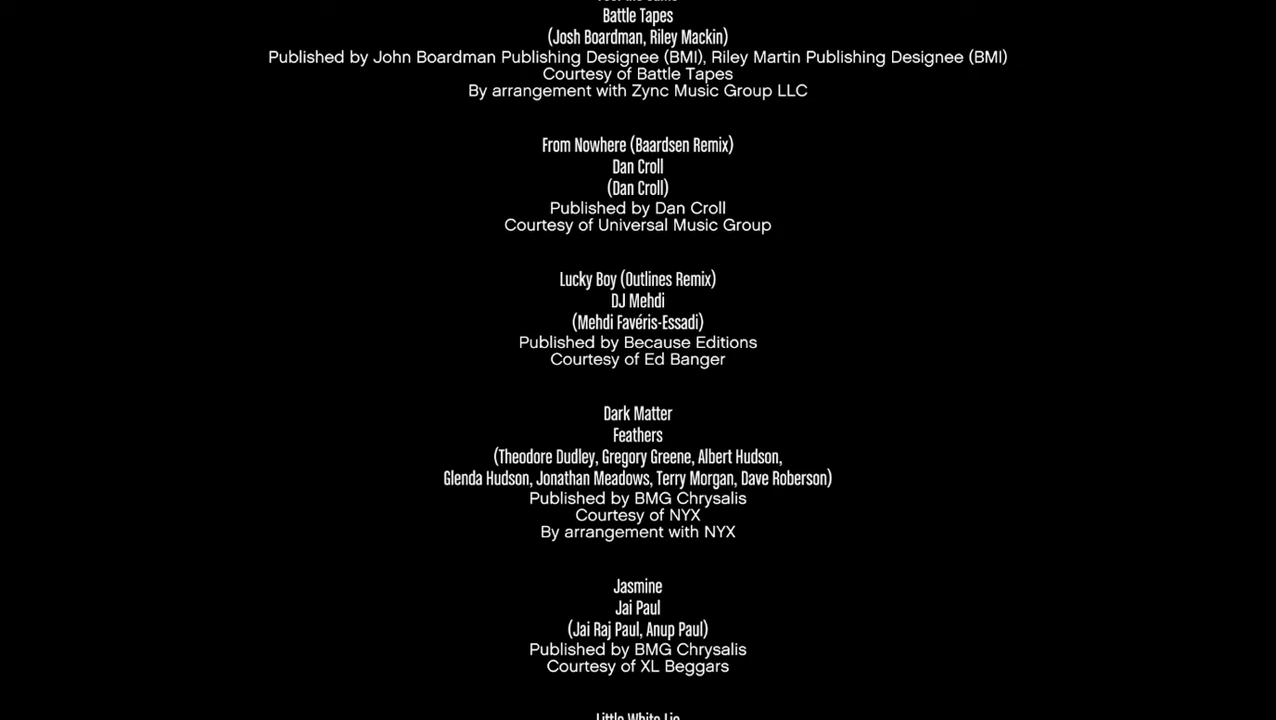 Battle Tapes
(Josh Boardman, Riley Mackin)
Published by John Boardman Publishing Designee (BMI), Riley Martin Publishing Designee (BMI)
Courtesy of Battle Tapes
By arrangement with Zync Music Group LLC
From Nowhere (Baardsen Remix)
Dan Croll
(Dan Croll)
Published by Dan Croll
Courtesy of Universal Music Group
Lucky Boy (Outlines Remix)
DJ Mehdi
(Mehdi Favéris-Essadi)
Published by Because Editions
Courtesy of Ed Banger
Dark Matter
Feathers
(Theodore Dudley, Gregory Greene, Albert Hudson,
Glenda Hudson, Jonathan Meadows, Terry Morgan, Dave Roberson)
Published by BMG Chrysalis
Courtesy of NYX
By arrangement with NYX
Jasmine
Jai Paul
(Jai Raj Paul, Anup Paul)
Published by BMG Chrysalis
Courtesy of XL Beggars
Little White Lie